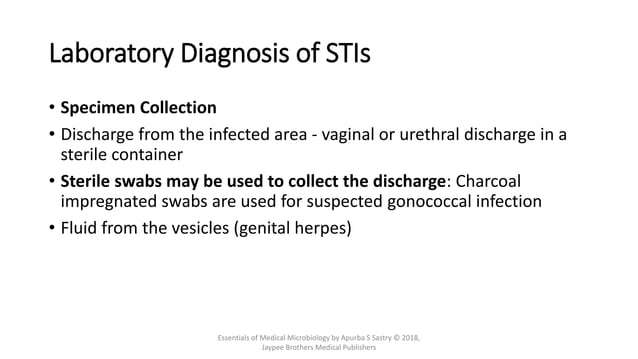 Laboratory Diagnosis of STIs
• Specimen Collection
• Discharge from the infected area - vaginal or urethral discharge in a
sterile container
• Sterile swabs may be used to collect the discharge: Charcoal
impregnated swabs are used for suspected gonococcal infection
• Fluid from the vesicles (genital herpes)
Essentials of Medical Microbiology by Apurba S Sastry © 2018,
Jaypee Brothers Medical Publishers